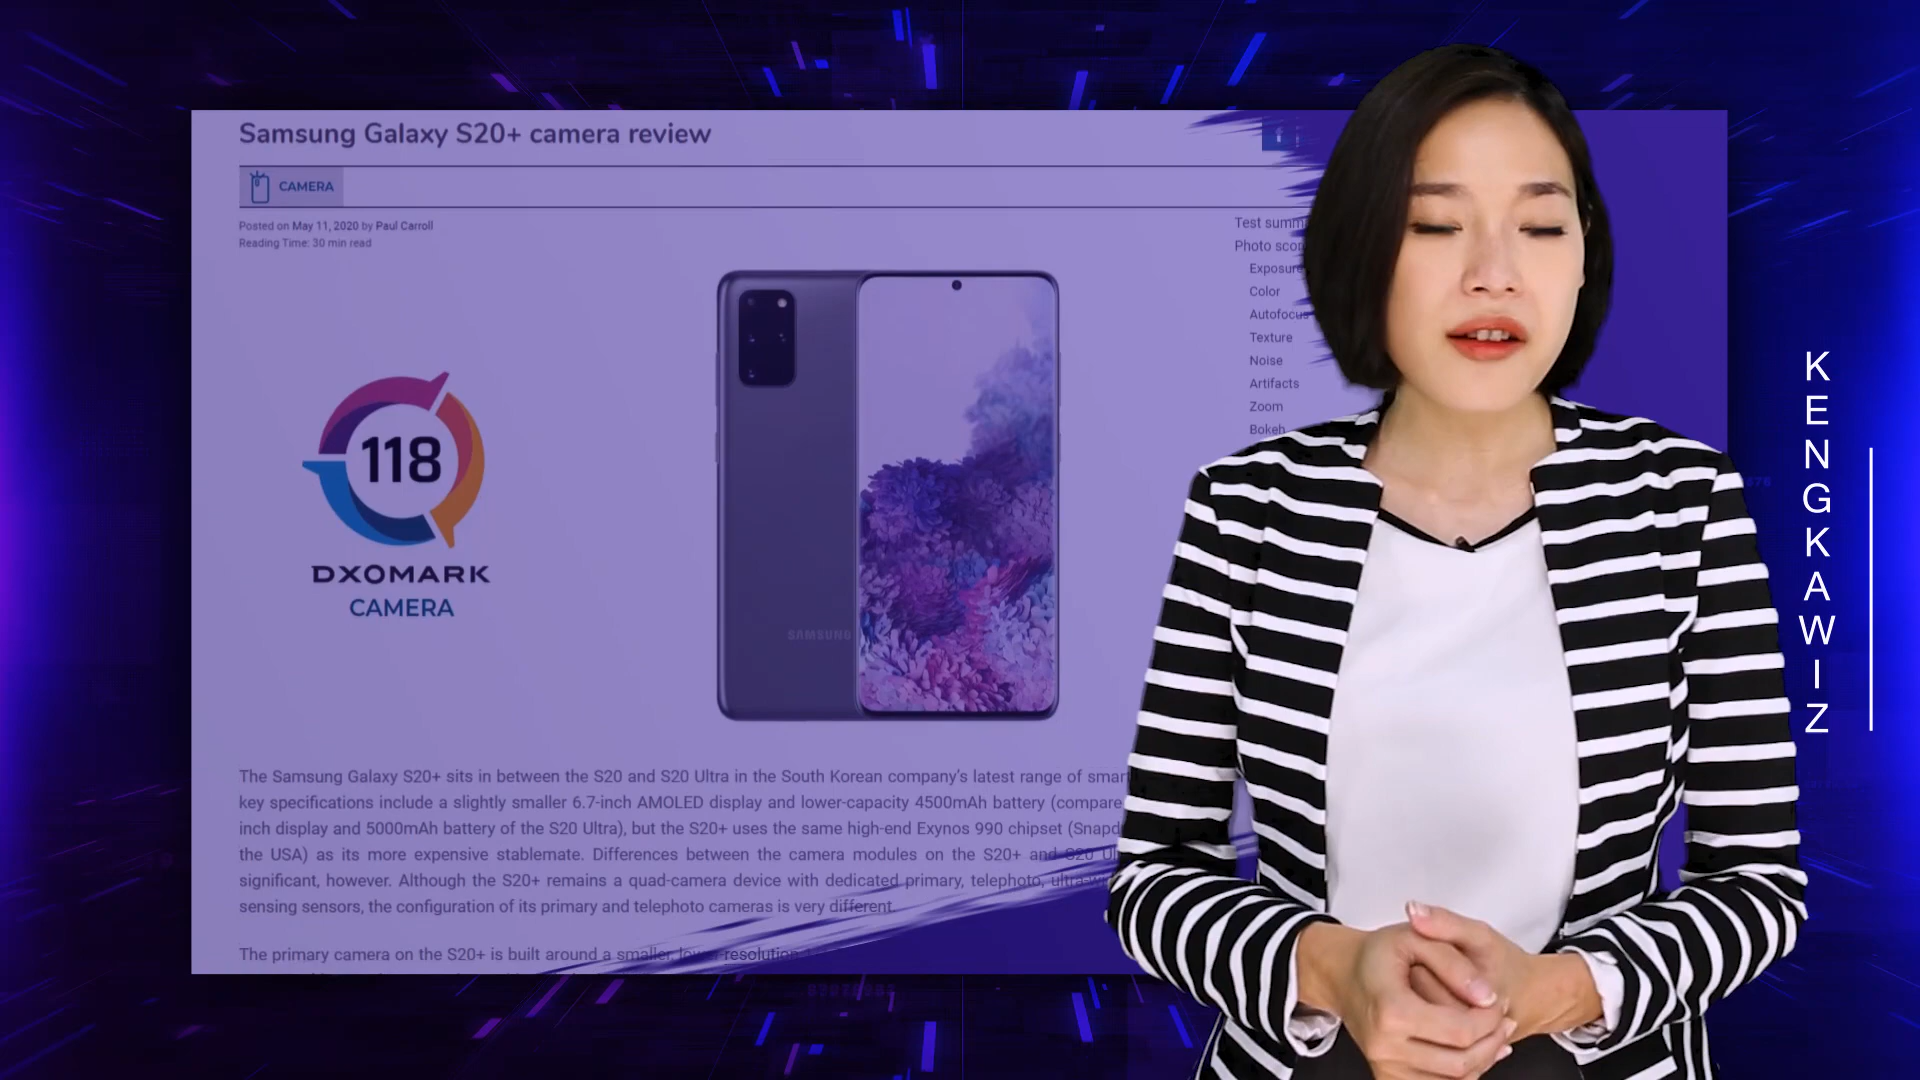 Samsung Galaxy S20+ camera review
CAMERA
Posted on May 11, 2020 by Paul Carroll
Reading Time: 30 min read
Test summ
Photo scor
Exposure
Color
Autofocus
Texture
Noise
Artifacts
Zoom
Bokeh
118
DXOMARK
CAMERA
SAMSUNG
The Samsung Galaxy S20+ sits in between the S20 and S20 Ultra in the South Korean company's latest range of smar
key specifications include a slightly smaller 6.7-inch AMOLED display and lower-capacity 4500mAh battery (compare
inch display and 5000mAh battery of the S20 Ultra), but the S20+ uses the same high-end Exynos 990 chipset (Snapd
the USA) as its more expensive stablemate. Differences between the camera modules on the S20+ and S20 Ul
significant, however. Although the S20+ remains a quad-camera device with dedicated primary, telephoto, ultra-w
sensing sensors, the configuration of its primary and telephoto cameras is very different.
The primary camera on the S20+ is built around a smaller, lower-resolution
KENGKAWIZ